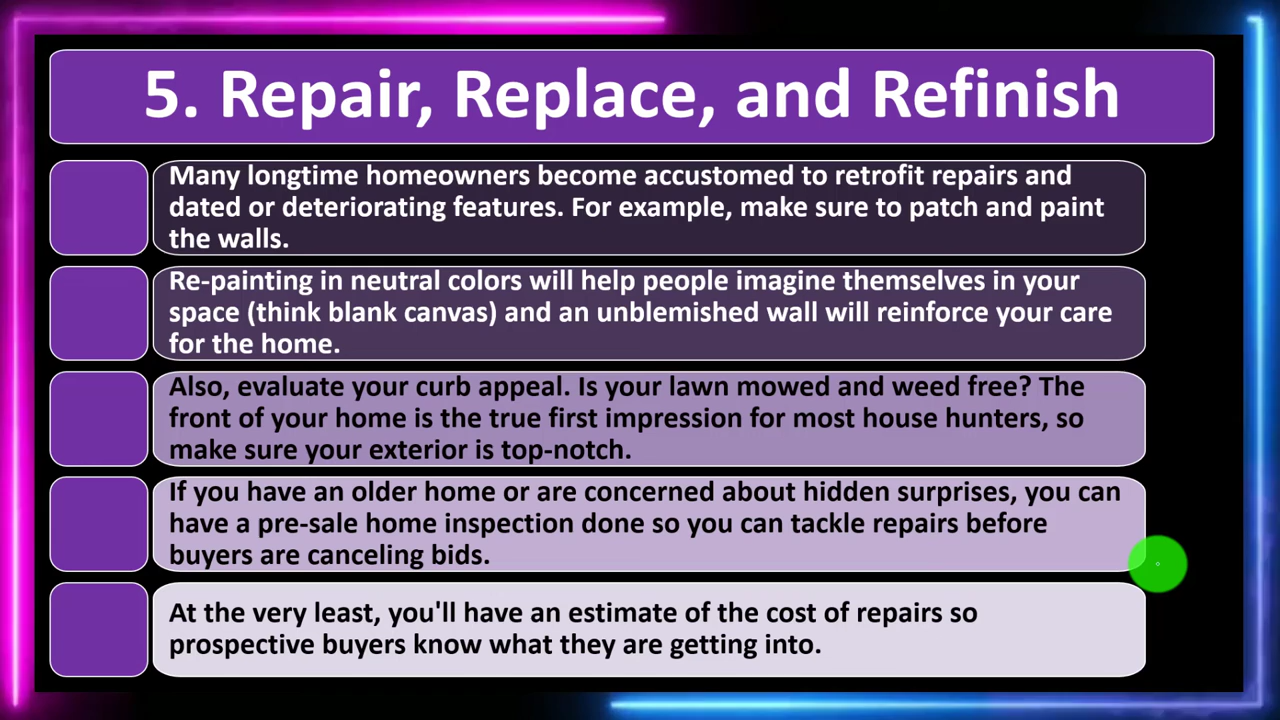 5. Repair, Replace, and Refinish
Many longtime homeowners become accustomed to retrofit repairs and
dated or deteriorating features. For example, make sure to patch and paint
the walls.
Re-painting in neutral colors will help people imagine themselves in your
space (think blank canvas) and an unblemished wall will reinforce your care
for the home.
Also, evaluate your curb appeal. Is your lawn mowed and weed free? The
front of your home is the true first impression for most house hunters, so
make sure your exterior is top-notch.
If you have an older home or are concerned about hidden surprises, you can
have a pre-sale home inspection done so you can tackle repairs before
buyers are canceling bids.
At the very least, you'll have an estimate of the cost of repairs so
prospective buyers know what they are getting into.